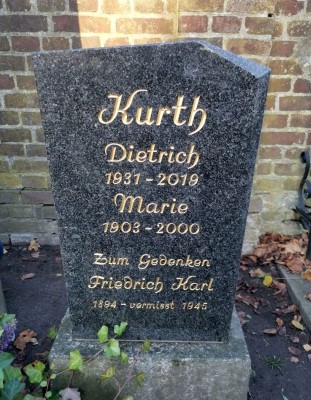 Kurth
Dietrich
1931 - 2019
Marie
1903 - 2000
Zum Gedenken
Friedrich Karl
1894 - vermisst 1945